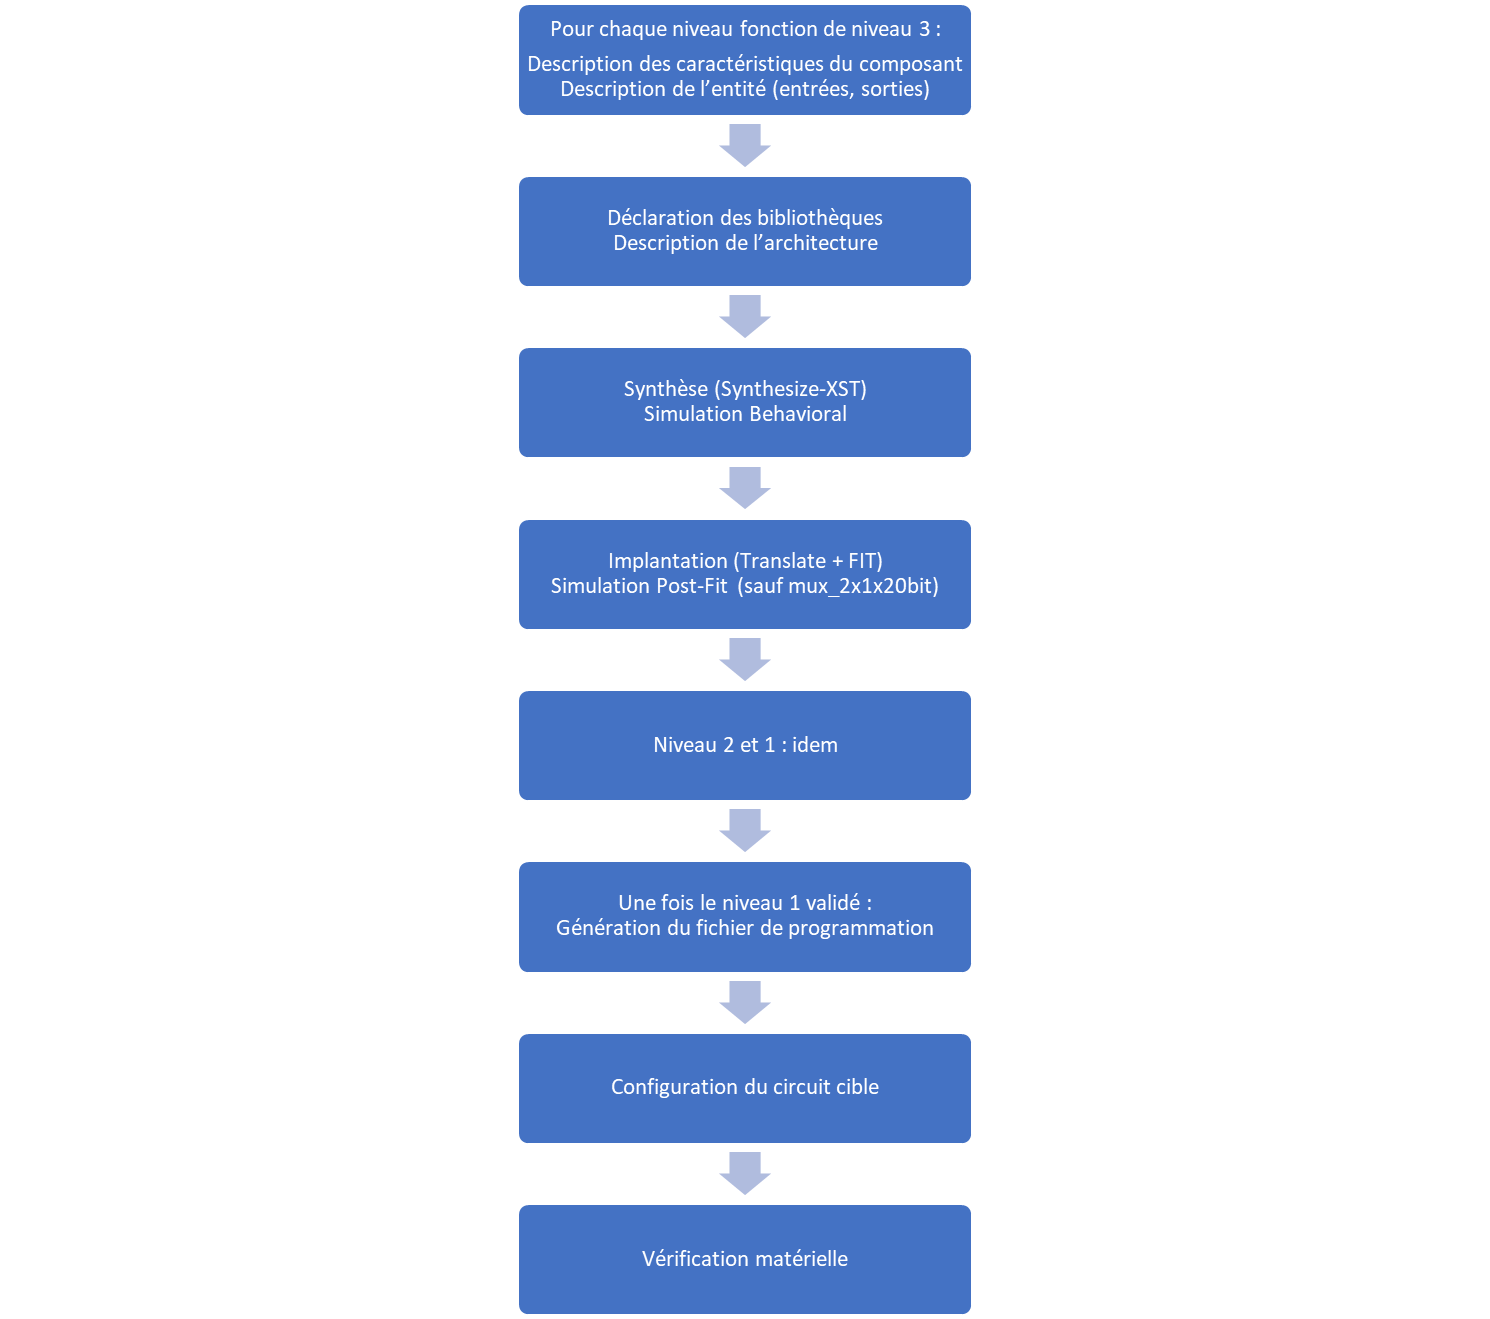 Pour chaque niveau fonction de niveau 3 :
Description des caractéristiques du composant
Description de l’entité (entrées, sorties)
Déclaration des bibliothèques
Description de l’architecture
Synthèse (Synthesize-XST)
Simulation Behavioral
Implantation (Translate + FIT)
Simulation Post-Fit (sauf mux_2x1x20bit)
Niveau 2 et 1 : idem
Une fois le niveau 1 validé :
Génération du fichier de programmation
Configuration du circuit cible
Vérification matérielle